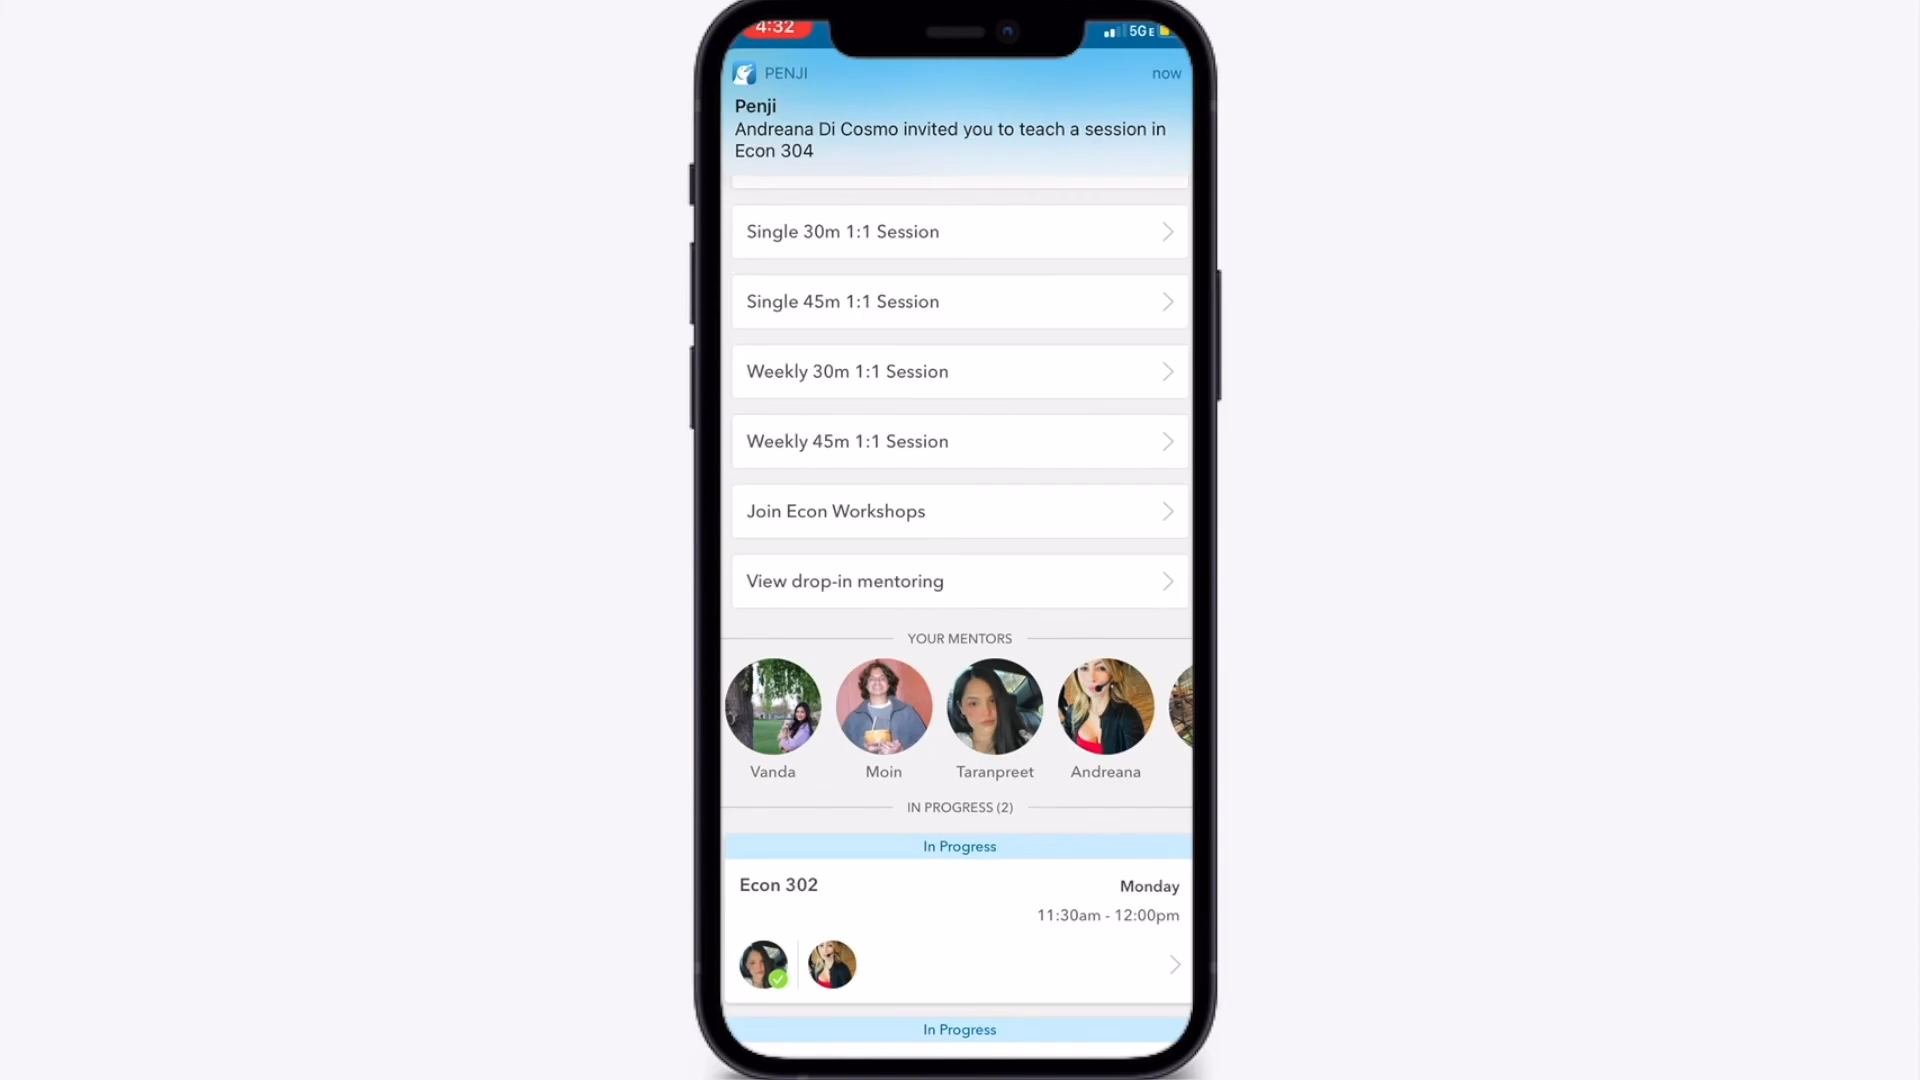 4:32
5GE
PENJI
now
Penji
Andreana Di Cosmo invited you to teach a session in
Econ 304
Single 30m 1:1 Session
Single 45m 1:1 Session
Weekly 30m 1:1 Session
Weekly 45m 1:1 Session
Join Econ Workshops
View drop-in mentoring
YOUR MENTORS
Vanda
Moin
Taranpreet
Andreana
IN PROGRESS (2)
In Progress
Econ 302
Monday
11:30am - 12:00pm
In Progress